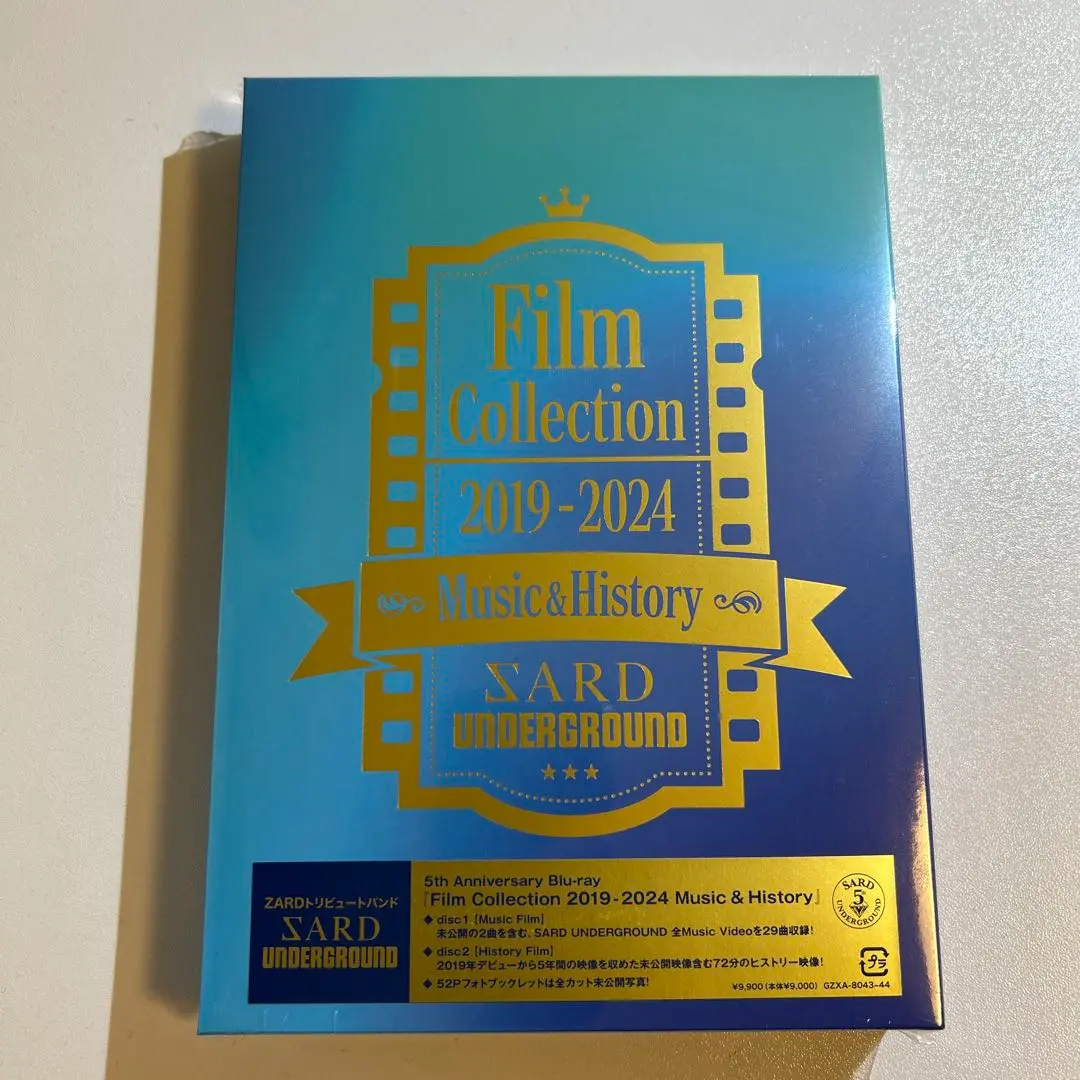 Film
Collection
2019-2024
Music&History
SARD
UNDERGROUND
ZARDトリビュートバンド
SARD
UNDERGROUND
5th Anniversary Blu-ray
『Film Collection 2019-2024 Music & History』
◆ disc1 [Music Film]
未公開の2曲を含む、SARD UNDERGROUND 全Music Videoを29曲収録!
◆ disc2 [History Film]
2019年デビューから5年間の映像を収めた未公開映像含む72分のヒストリー映像!
◆ 52Pフォトブックレットは全カット未公開写真!
¥9,900(本体¥9,000) GZXA-8043~44
SARD
5th
UNDERGROUND
プラ